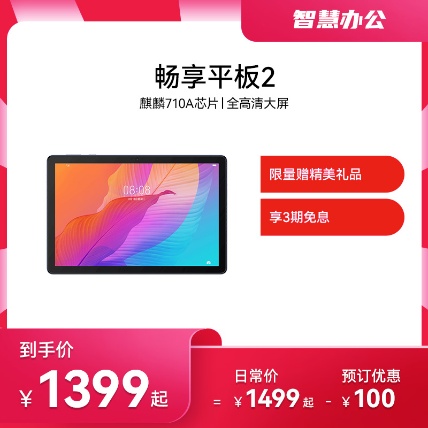 智慧办公
畅享平板2
麒麟710A芯片|全高清大屏
08:08
限量赠精美礼品
享3期免息
到手价
¥1399起
=
日常价
¥1499起
-
预订优惠
¥100